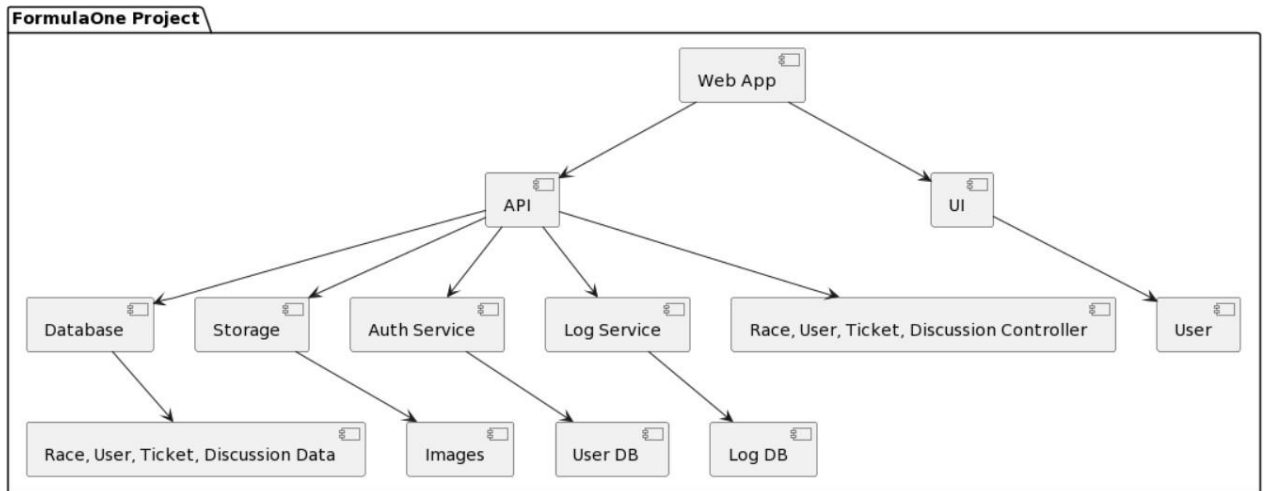 FormulaOne Project
Web App
API
UI
Database
Storage
Auth Service
Log Service
Race, User, Ticket, Discussion Controller
User
Race, User, Ticket, Discussion Data
Images
User DB
Log DB